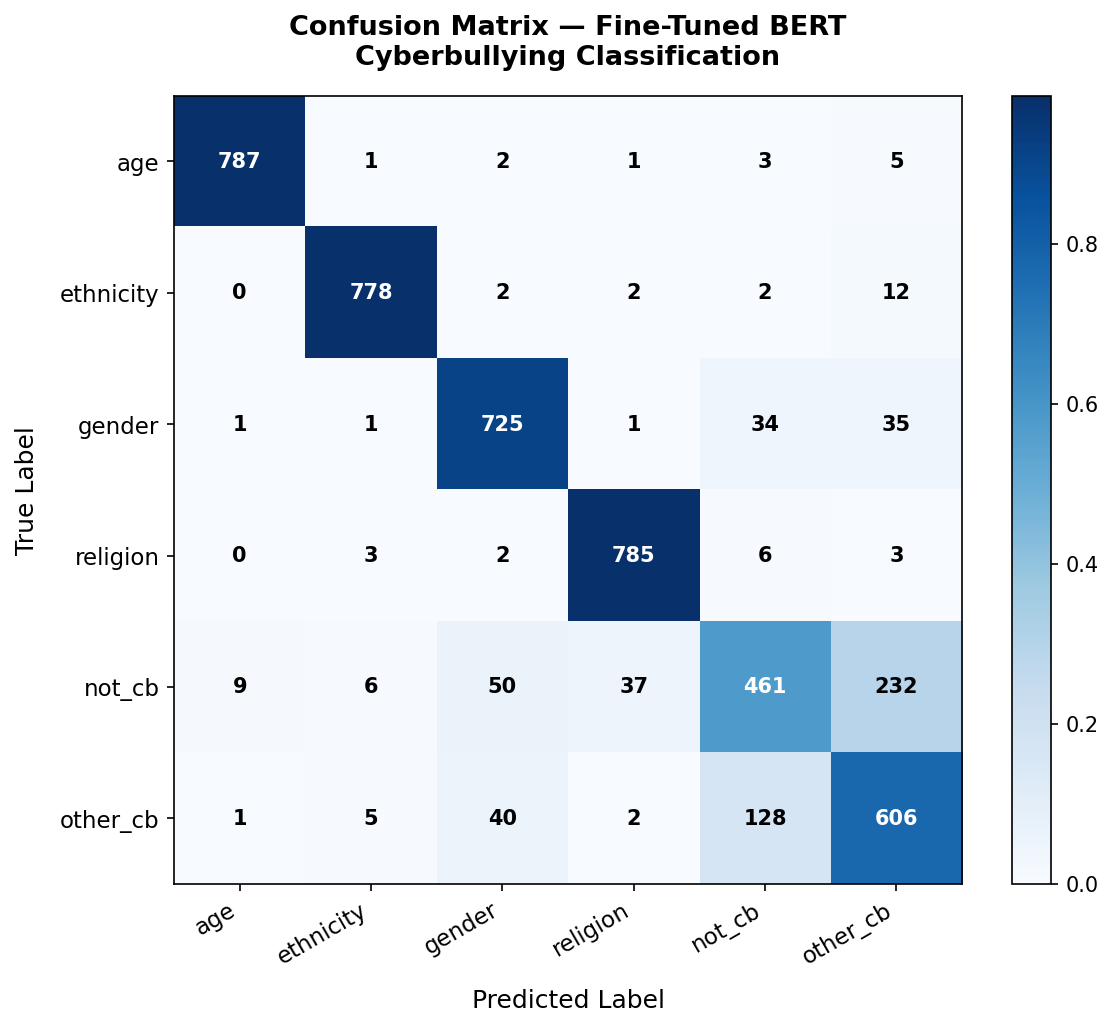 Confusion Matrix — Fine-Tuned BERT
Cyberbullying Classification
True Label
age 787 1 2 1 3 5
ethnicity 0 778 2 2 2 12
gender 1 1 725 1 34 35
religion 0 3 2 785 6 3
not_cb 9 6 50 37 461 232
other_cb 1 5 40 2 128 606
age ethnicity gender religion not_cb other_cb
Predicted Label
0.8
0.6
0.4
0.2
0.0